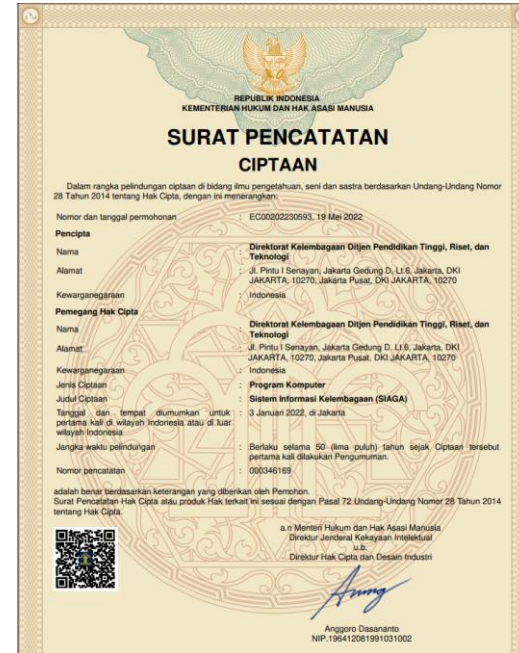 REPUBLIK INDONESIA
KEMENTERIAN HUKUM DAN HAK ASASI MANUSIA
SURAT PENCATATAN
CIPTAAN
Dalam rangka pelindungan ciptaan di bidang ilmu pengetahuan, seni dan sastra berdasarkan Undang-Undang Nomor
28 Tahun 2014 tentang Hak Cipta, dengan ini menerangkan:
Nomor dan tanggal permohonan : EC00202230593, 19 Mei 2022
Pencipta
Nama : Direktorat Kelembagaan Ditjen Pendidikan Tinggi, Riset, dan
Teknologi
Alamat : Jl. Pintu I Senayan, Jakarta Gedung D, Lt.6, Jakarta, DKI
JAKARTA, 10270, Jakarta Pusat, DKI JAKARTA, 10270
Kewarganegaraan : Indonesia
Pemegang Hak Cipta
Nama : Direktorat Kelembagaan Ditjen Pendidikan Tinggi, Riset, dan
Teknologi
Alamat : Jl. Pintu I Senayan, Jakarta Gedung D, Lt.6, Jakarta, DKI
JAKARTA, 10270, Jakarta Pusat, DKI JAKARTA, 10270
Kewarganegaraan : Indonesia
Jenis Ciptaan : Program Komputer
Judul Ciptaan : Sistem Informasi Kelembagaan (SIAGA)
Tanggal dan tempat diumumkan untuk : 3 Januari 2022, di Jakarta
pertama kali di wilayah Indonesia atau di luar
wilayah Indonesia
Jangka waktu pelindungan : Berlaku selama 50 (lima puluh) tahun sejak Ciptaan tersebut
pertama kali dilakukan Pengumuman.
Nomor pencatatan : 000346169
adalah benar berdasarkan keterangan yang diberikan oleh Pemohon.
Surat Pencatatan Hak Cipta atau produk Hak terkait ini sesuai dengan Pasal 72 Undang-Undang Nomor 28 Tahun 2014
tentang Hak Cipta.
a.n Menteri Hukum dan Hak Asasi Manusia
Direktur Jenderal Kekayaan Intelektual
u.b.
Direktur Hak Cipta dan Desain Industri
Anggoro Dasananto
NIP.196412081991031002